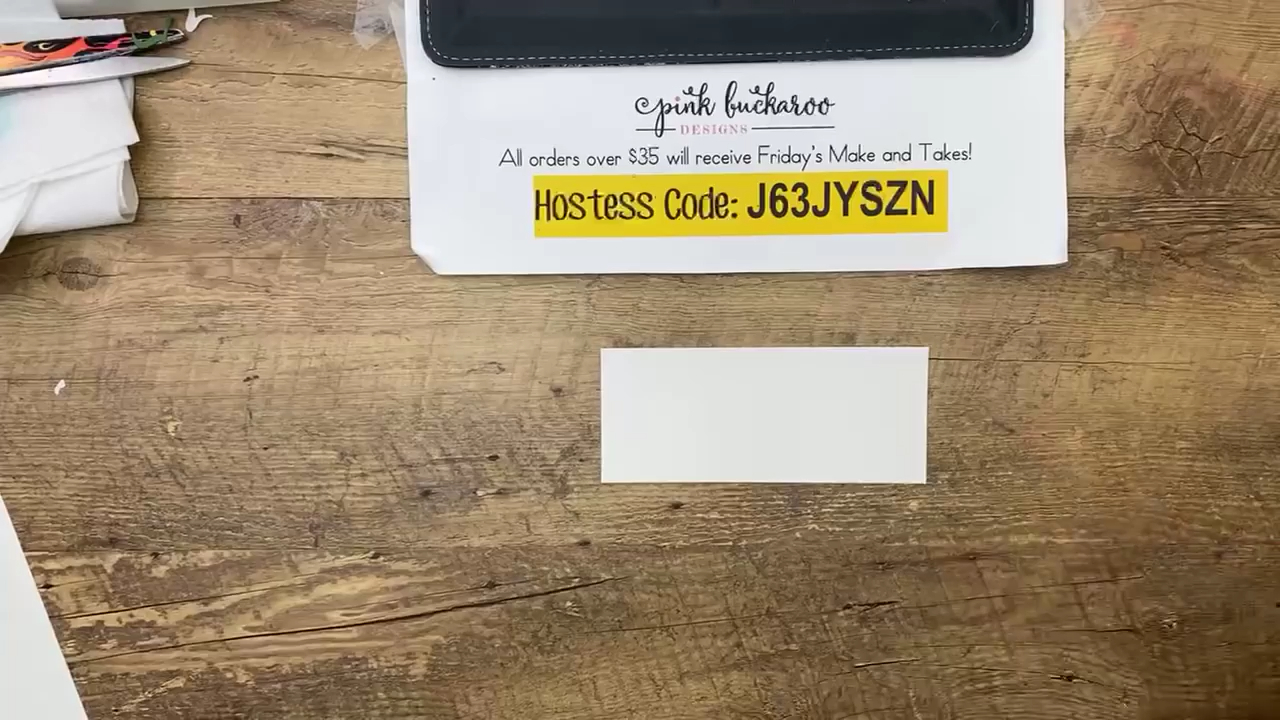 pink buckaroo
DESIGNS
All orders over $35 will receive Friday's Make and Takes!
Hostess Code: J63JYSZN